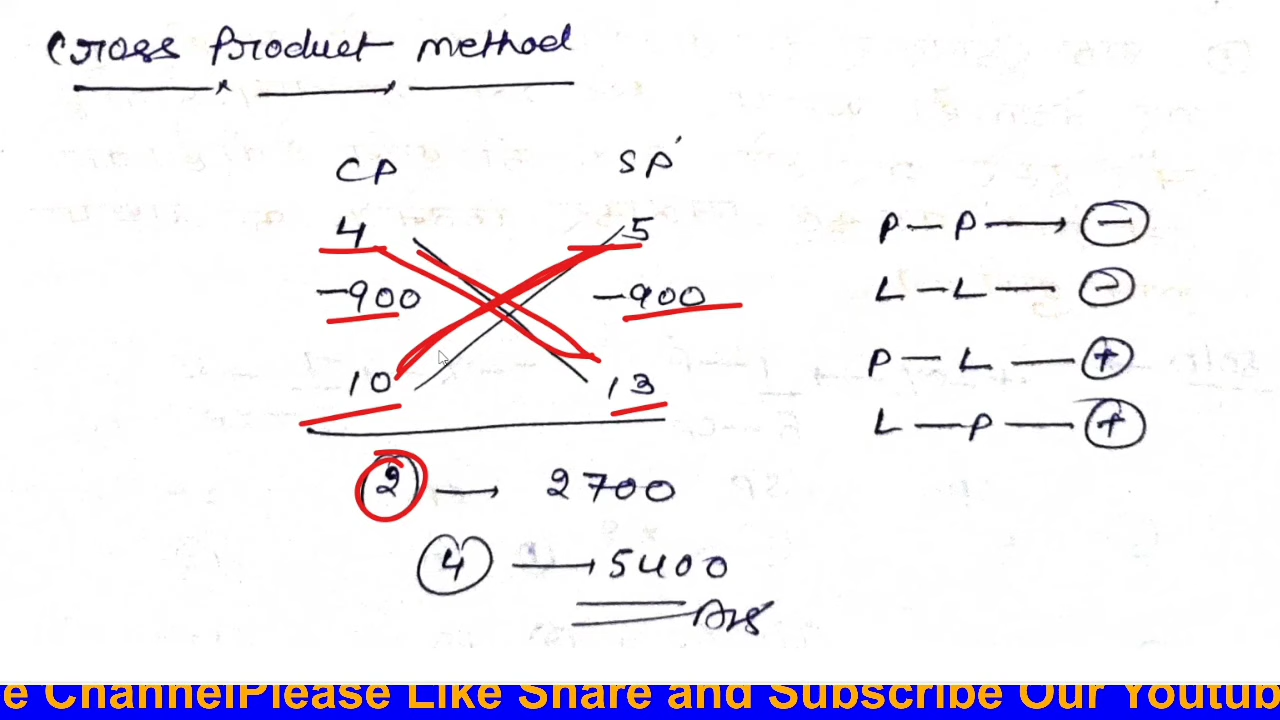 Cross Product method
CP SP'
4 5
-900 -900
10 13
2 → 2700
4 → 5400
Ans
P - P → -
L - L — -
P - L — +
L — P — +
e ChannelPlease Like Share and Subscribe Our Youtub